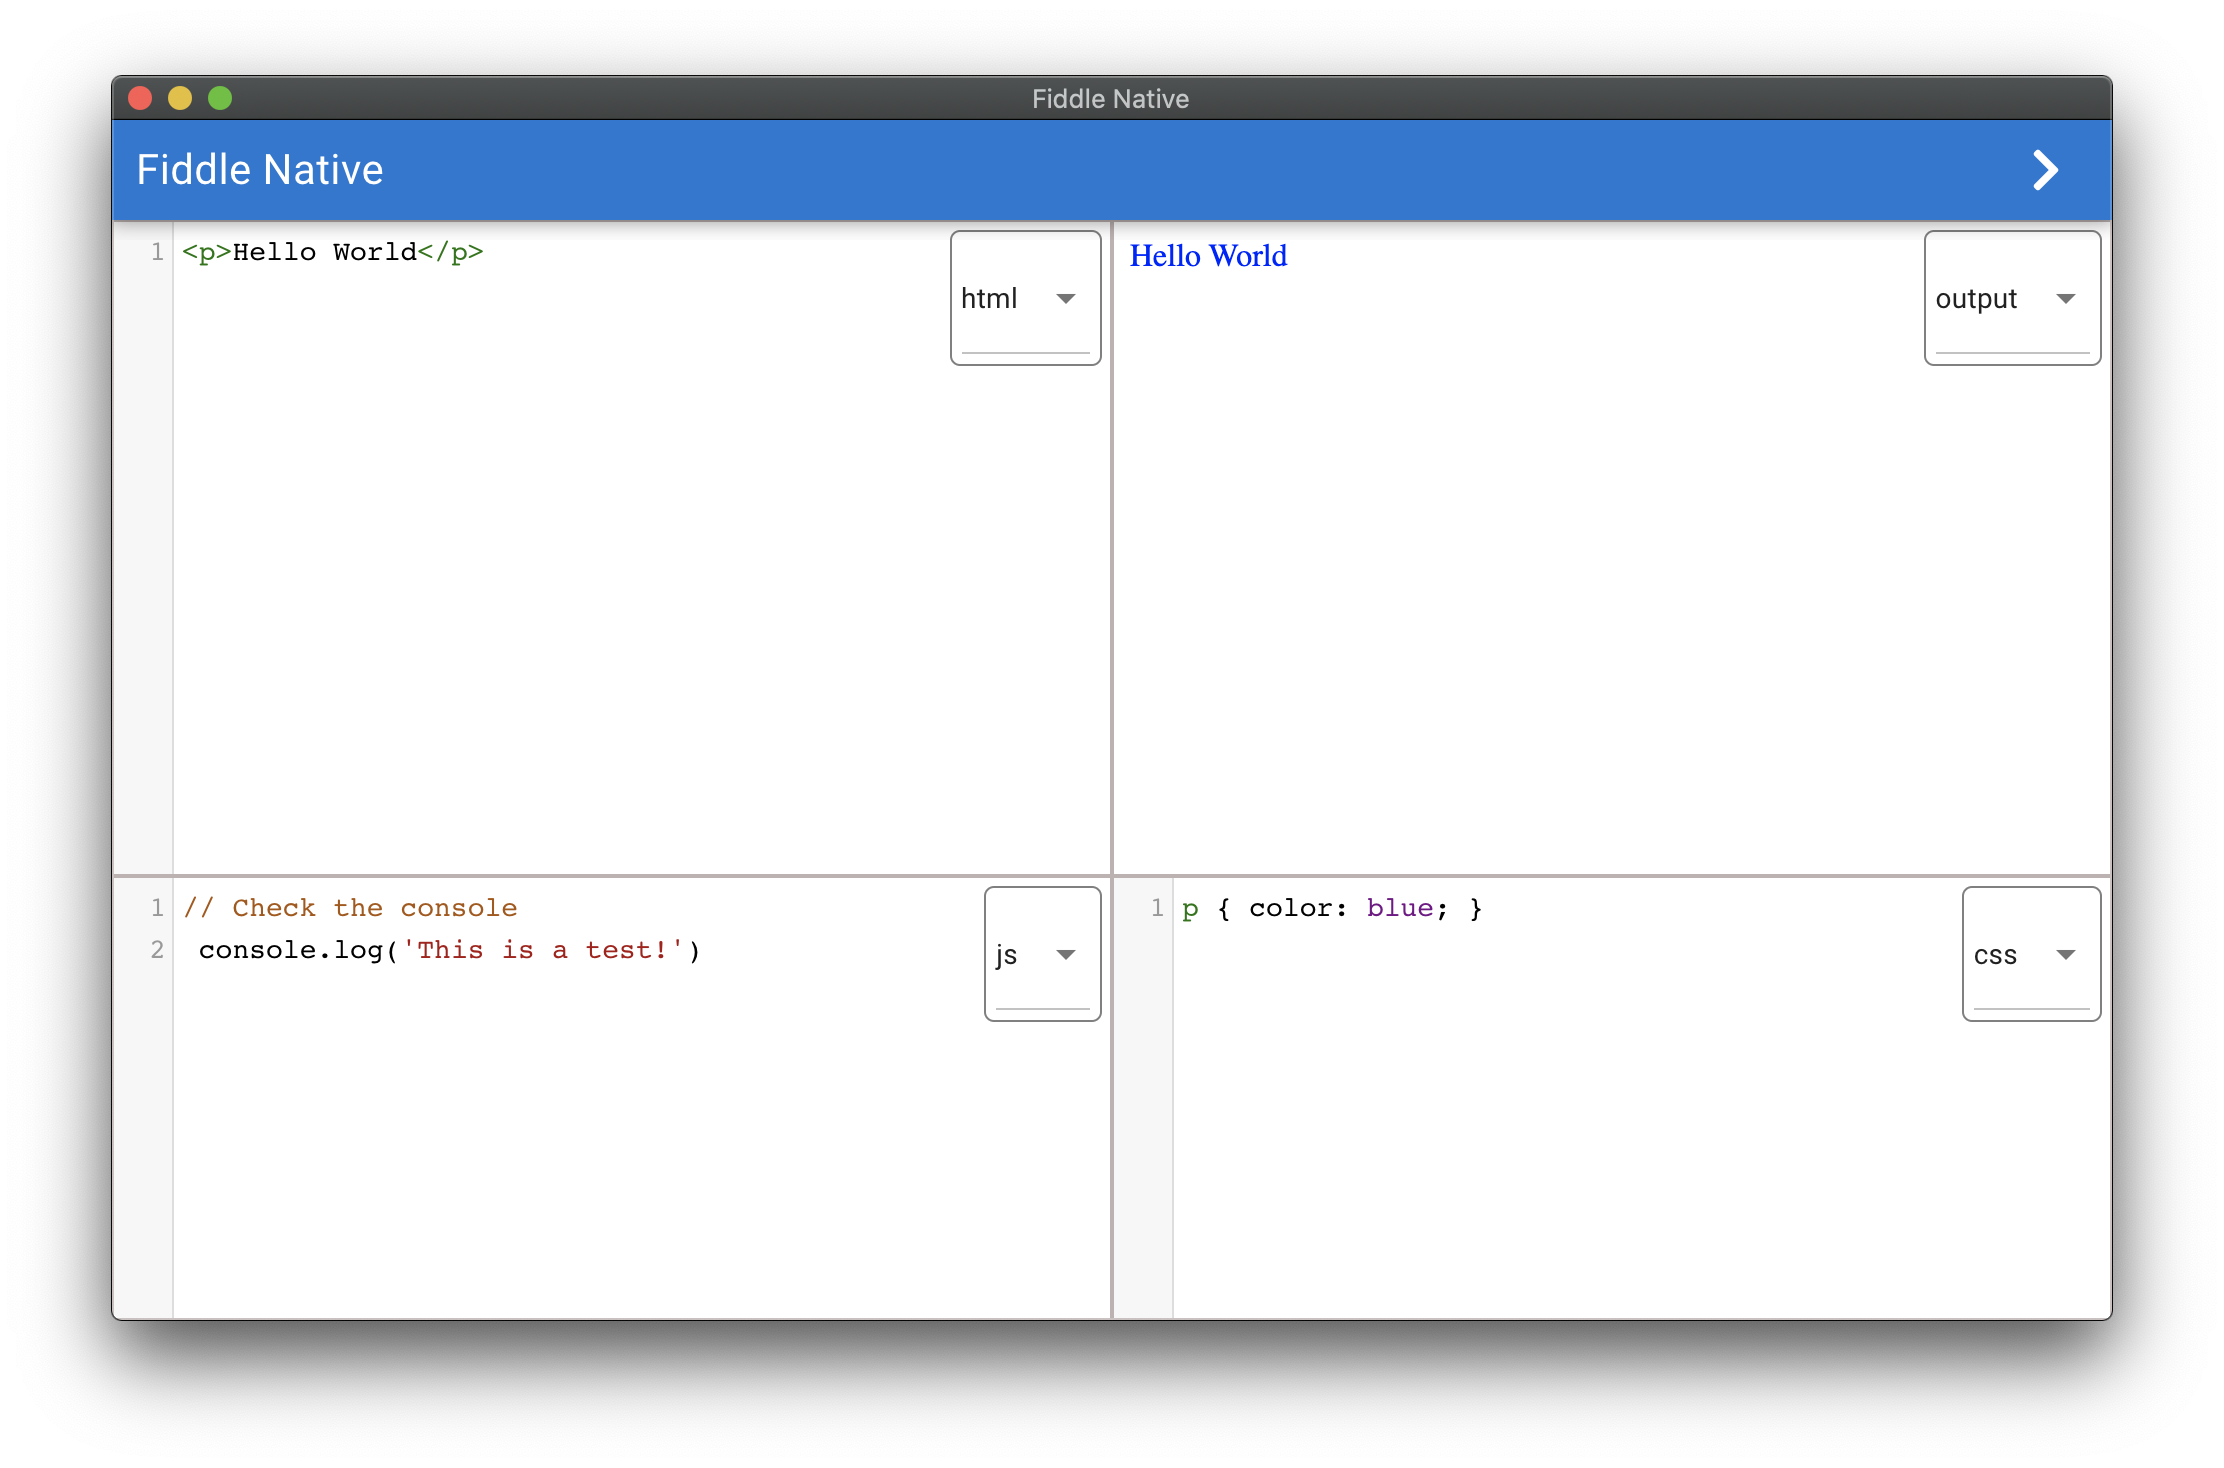 Fiddle Native
Fiddle Native
1 <p>Hello World</p>
html
Hello World
output
1 // Check the console
2  console.log('This is a test!')
js
1 p { color: blue; }
css